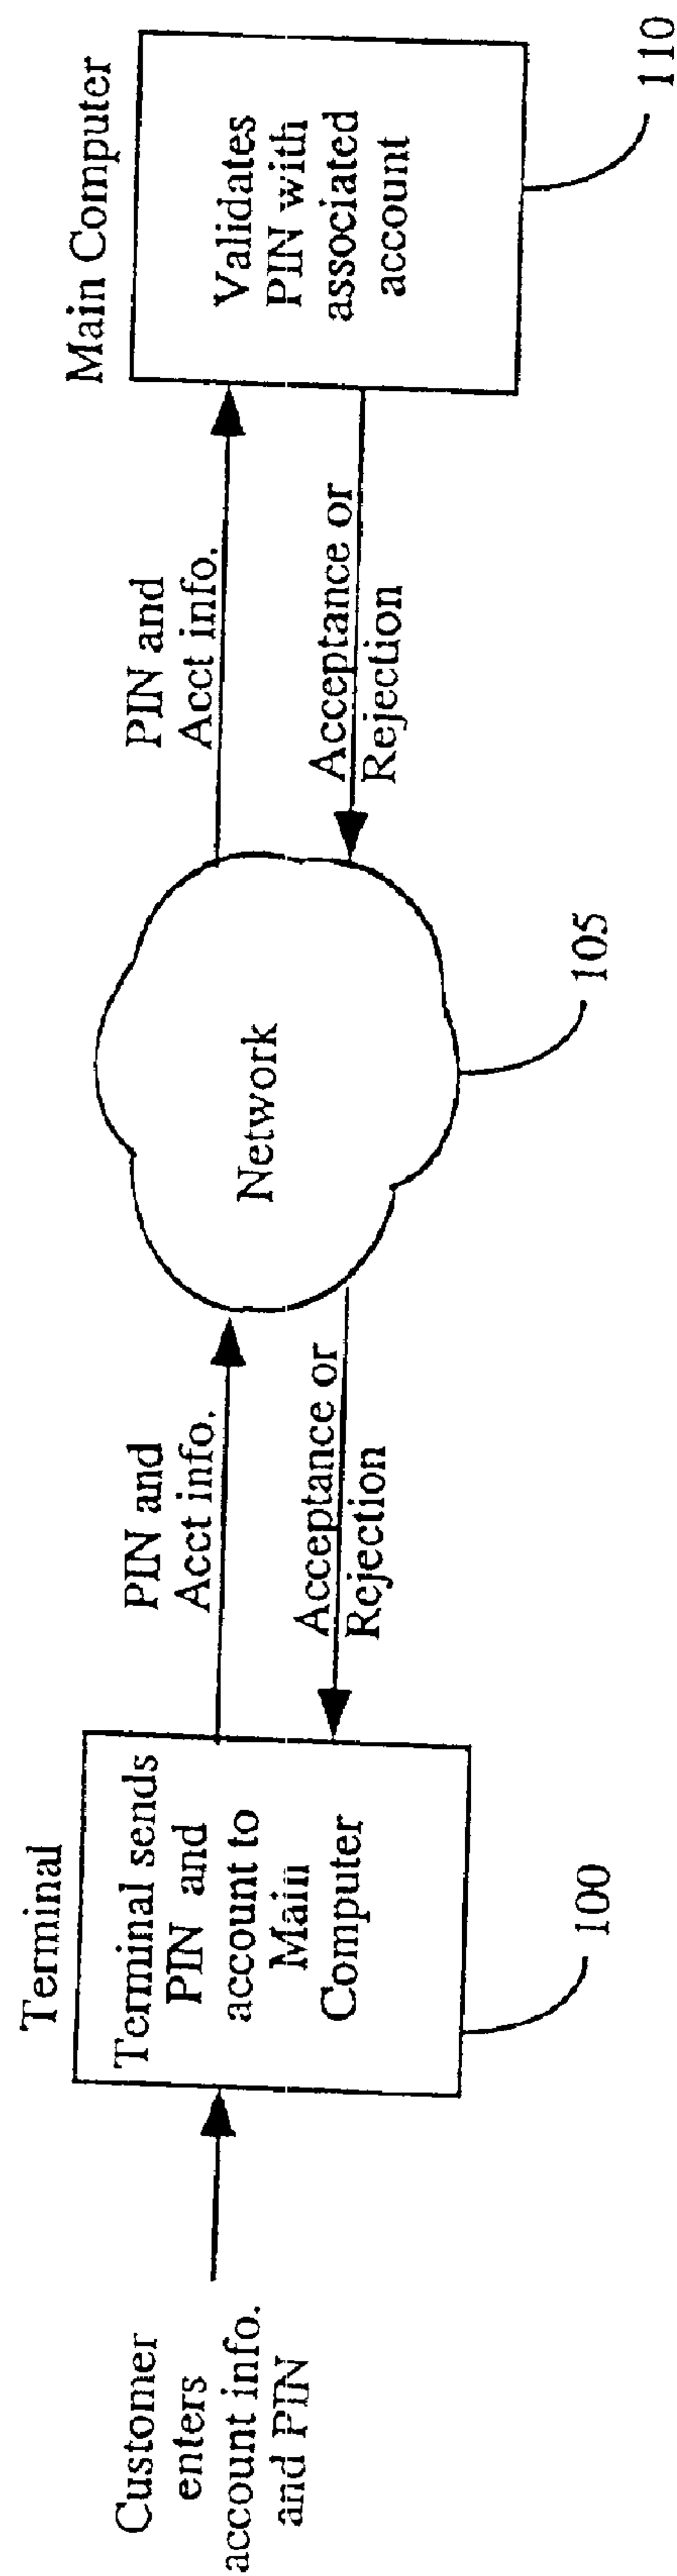 Customer
enters
account info.
and PIN
Terminal
Terminal sends
PIN and
account to
Main
Computer
100
PIN and
Acct info.
Acceptance or
Rejection
Network
105
PIN and
Acct info.
Acceptance or
Rejection
Main Computer
Validates
PIN with
associated
account
110